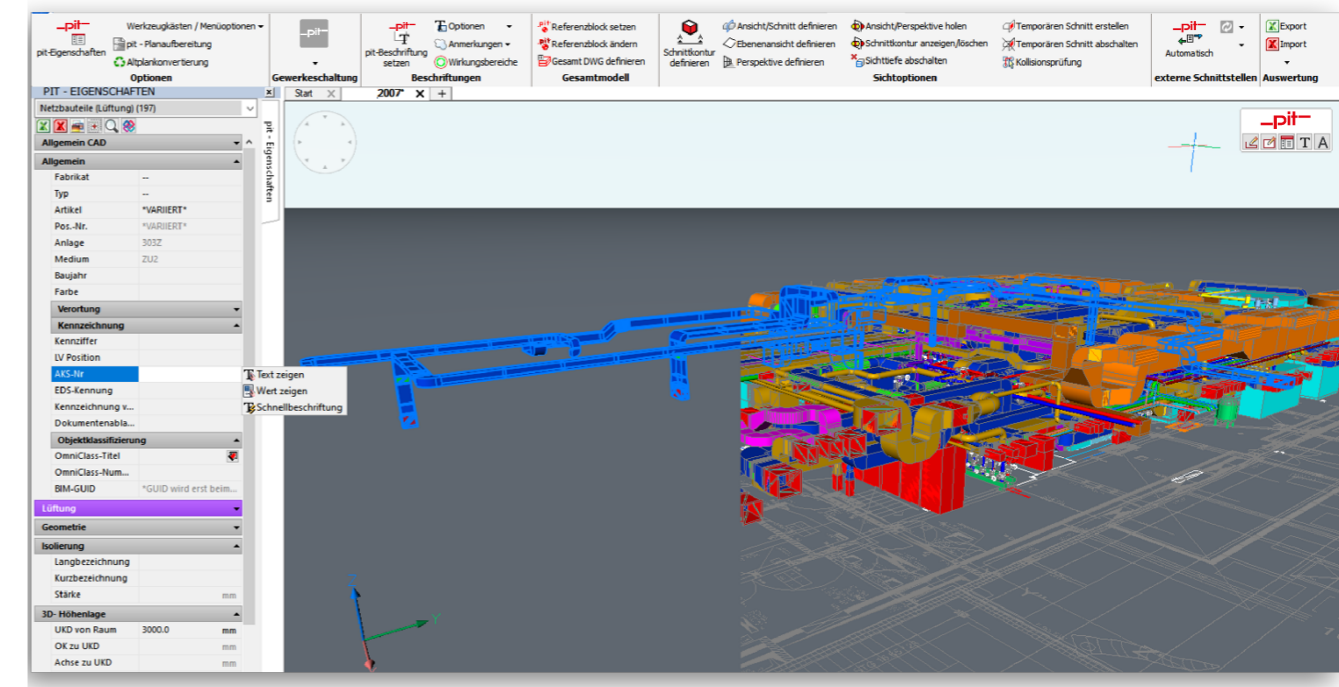 pit
pit-Eigenschaften
Werkzeugkästen / Menüoptionen
pit - Planaufbereitung
Altplankonvertierung
Optionen
pit
Gewerkeschaltung
pit
pit-Beschriftung setzen
Optionen
Anmerkungen
Wirkungsbereiche
Beschriftungen
Referenzblock setzen
Referenzblock ändern
Gesamt DWG definieren
Gesamtmodell
Schnittkontur definieren
Ansicht/Schnitt definieren
Ebenenansicht definieren
Perspektive definieren
Ansicht/Perspektive holen
Schnittkontur anzeigen/löschen
Sichttiefe abschalten
Temporären Schnitt erstellen
Temporären Schnitt abschalten
Kollisionsprüfung
Sichtoptionen
pit
Automatisch
externe Schnittstellen
Export
Import
Auswertung
PIT - EIGENSCHAFTEN
Start
2007*
Netzbauteile (Lüftung) (197)
pit - Eigenschaften
pit
T A
Allgemein CAD
Allgemein
Fabrikat --
Typ --
Artikel *VARIIERT*
Pos.-Nr. *VARIIERT*
Anlage 303Z
Medium ZU2
Baujahr
Farbe
Verortung
Kennzeichnung
Kennziffer
LV Position
AKS-Nr
Text zeigen
EDS-Kennung
Wert zeigen
Kennzeichnung v...
Schnellbeschriftung
Dokumentenabla...
Objektklassifizierung
OmniClass-Titel
OmniClass-Num...
BIM-GUID *GUID wird erst beim...
Lüftung
Geometrie
Isolierung
Langbezeichnung
Kurzbezeichnung
Stärke mm
3D- Höhenlage
UKD von Raum 3000.0 mm
OK zu UKD mm
Achse zu UKD mm
Z
Y